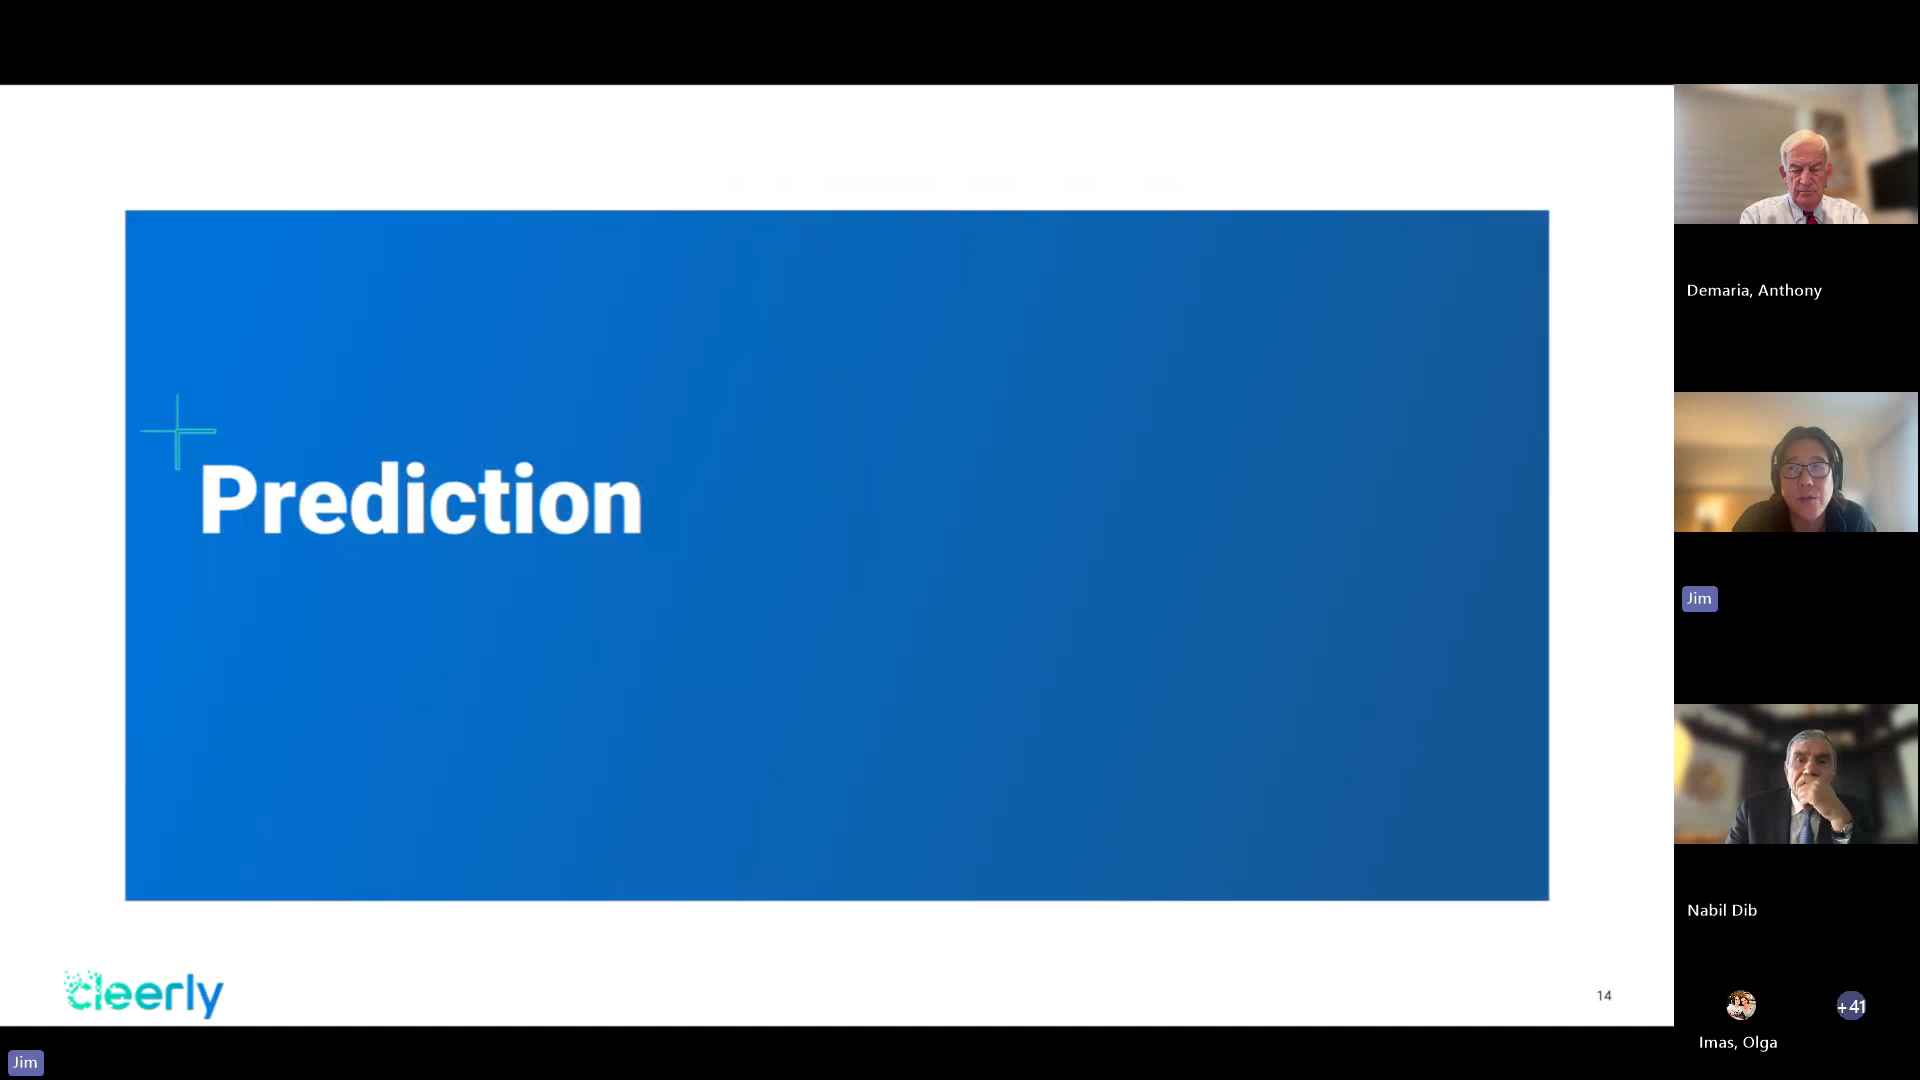 Prediction
cleerly
14
Demaria, Anthony
Jim
Nabil Dib
+41
Imas, Olga
Jim